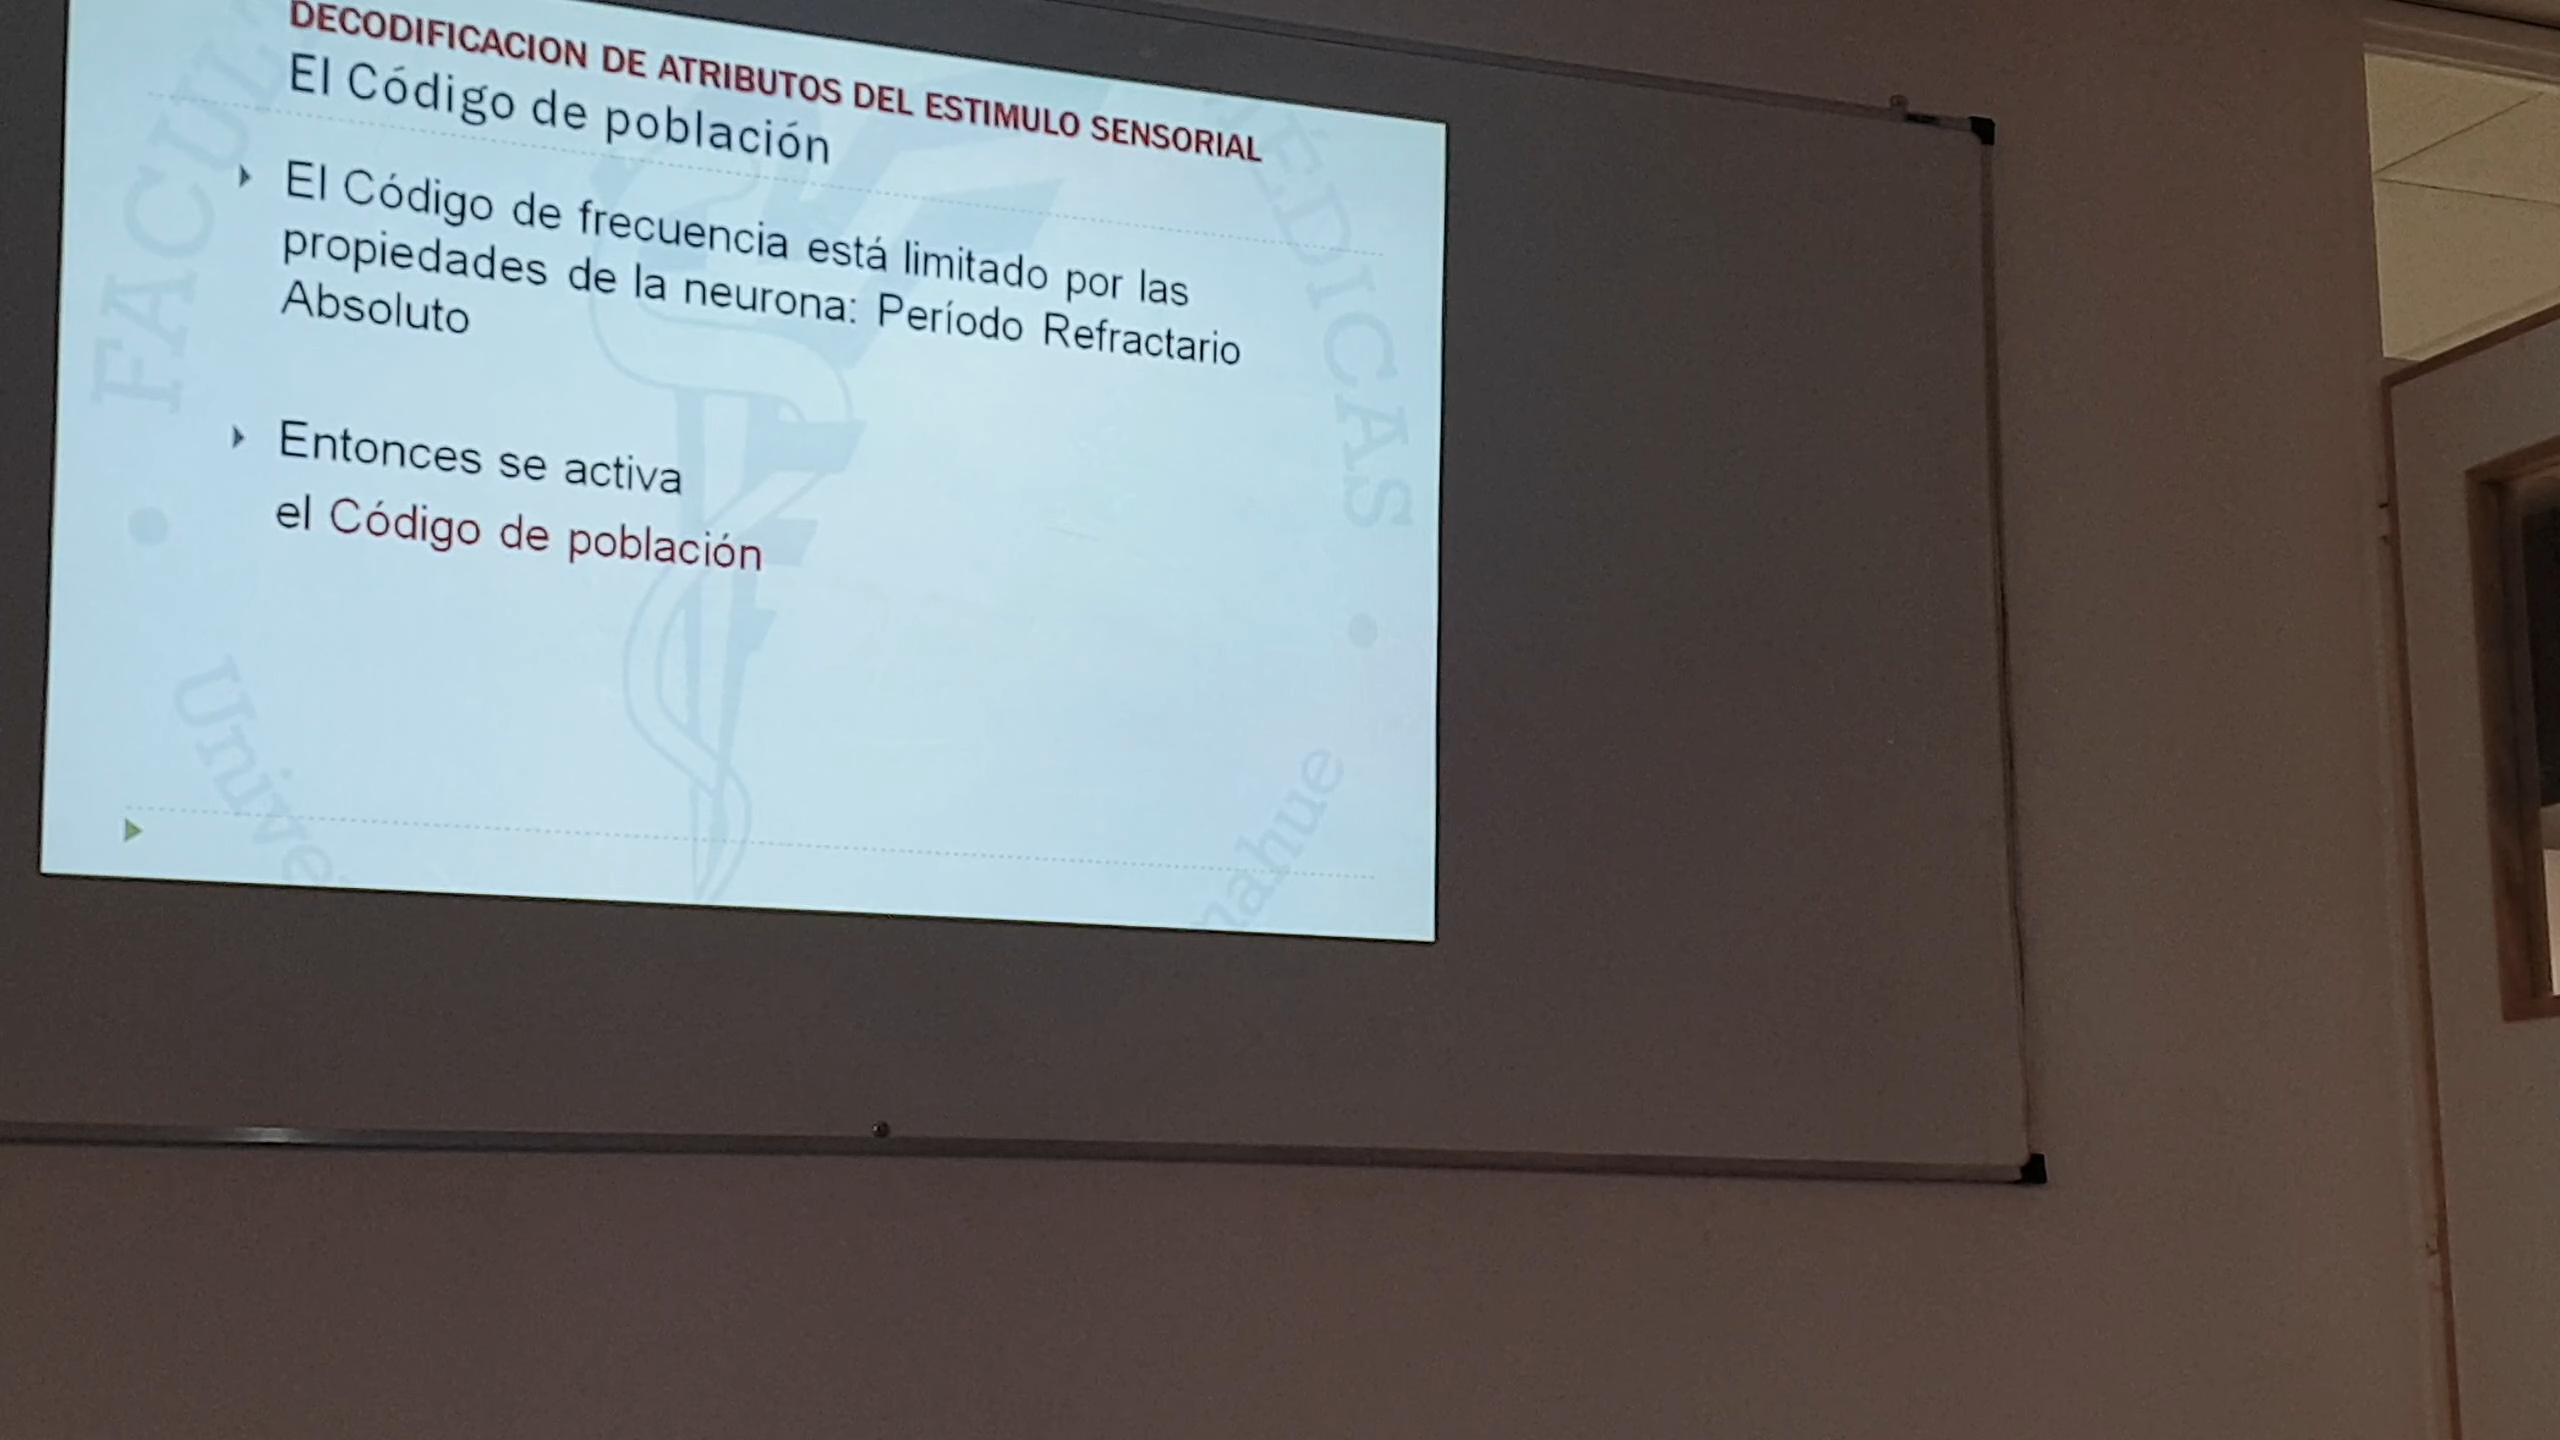 DECODIFICACION DE ATRIBUTOS DEL ESTIMULO SENSORIAL
El Código de población
El Código de frecuencia está limitado por las
propiedades de la neurona: Período Refractario
Absoluto
Entonces se activa
el Código de población